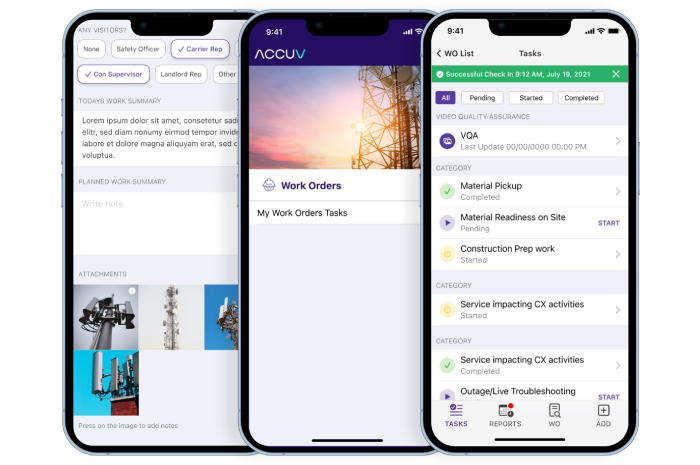 ANY VISITORS?
None
Safety Officer
Carrier Rep
Con Supervisor
Landlord Rep
Other
TODAYS WORK SUMMARY
Lorem ipsum dolor sit amet, consetetur sadi
elitr, sed diam nonumy eirmod tempor invid
labore et dolore magna aliquyam erat, sed
voluptua.
PLANNED WORK SUMMARY
Write note
ATTACHMENTS
Press on the image to add notes
9:41
ACCUV
Work Orders
My Work Orders Tasks
9:41
WO List
Tasks
Successful Check In 9:12 AM, July 19, 2021
All
Pending
Started
Completed
VIDEO QUALITY ASSURANCE
VQA
Last Update 00/00/0000 00:00 PM
CATEGORY
Material Pickup
Completed
Material Readiness on Site
Pending
START
Construction Prep work
Started
CATEGORY
Service impacting CX activities
Started
CATEGORY
Service impacting CX activities
Completed
Outage/Live Troubleshooting
START
TASKS
REPORTS
WO
ADD